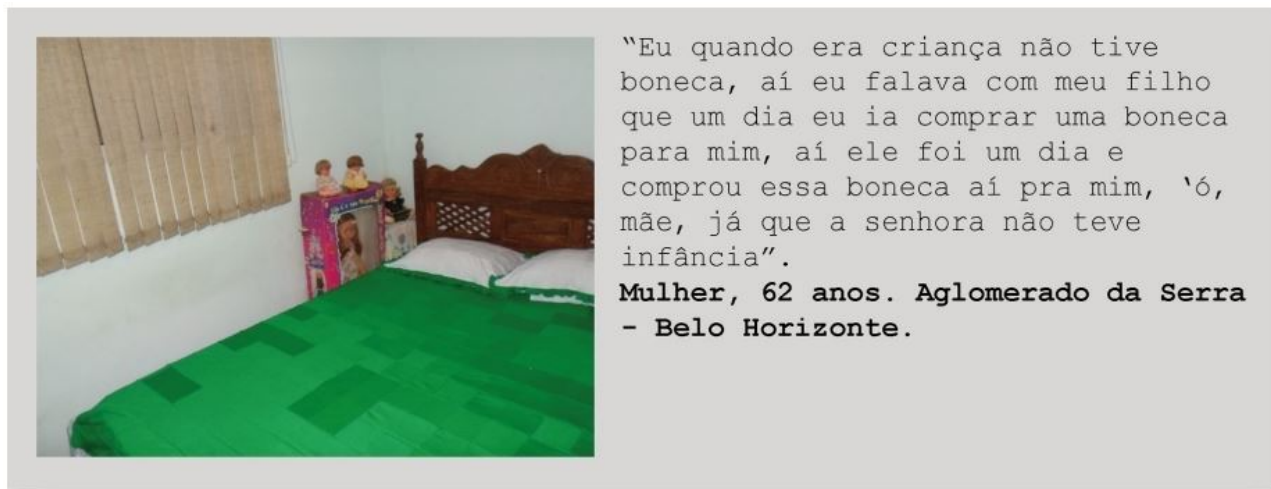 “Eu quando era criança não tive
boneca, aí eu falava com meu filho
que um dia eu ia comprar uma boneca
para mim, aí ele foi um dia e
comprou essa boneca aí pra mim, ‘ó,
mãe, já que a senhora não teve
infância”.
Mulher, 62 anos. Aglomerado da Serra
- Belo Horizonte.